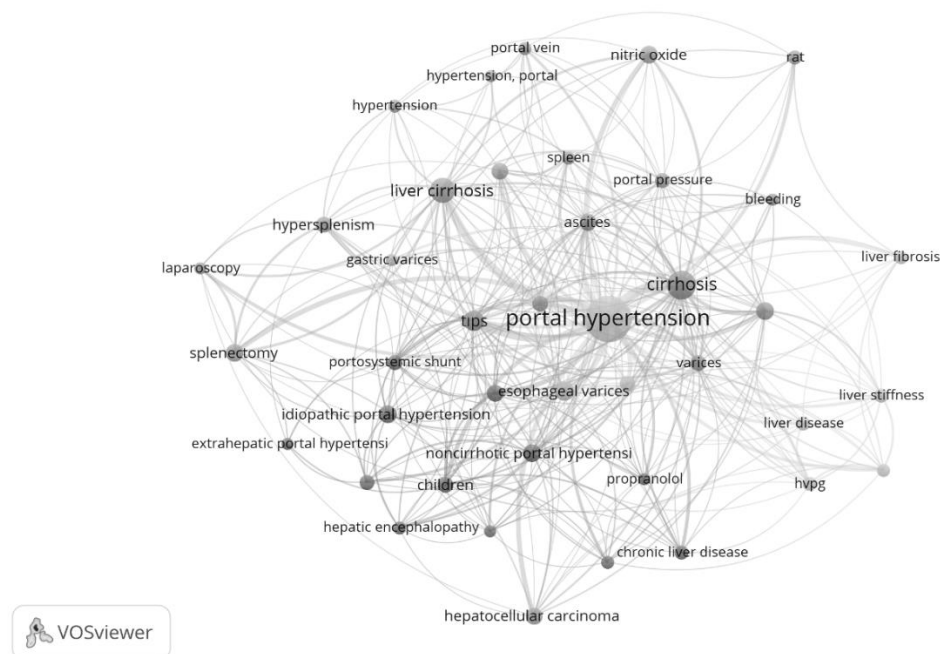 portal vein
nitric oxide
rat
hypertension, portal
hypertension
spleen
portal pressure
liver cirrhosis
bleeding
ascites
hypersplenism
gastric varices
liver fibrosis
laparoscopy
cirrhosis
portal hypertension
tips
splenectomy
portosystemic shunt
varices
esophageal varices
liver stiffness
idiopathic portal hypertension
liver disease
extrahepatic portal hypertensi
noncirrhotic portal hypertensi
children
propranolol
hvpg
hepatic encephalopathy
chronic liver disease
hepatocellular carcinoma
VOSviewer